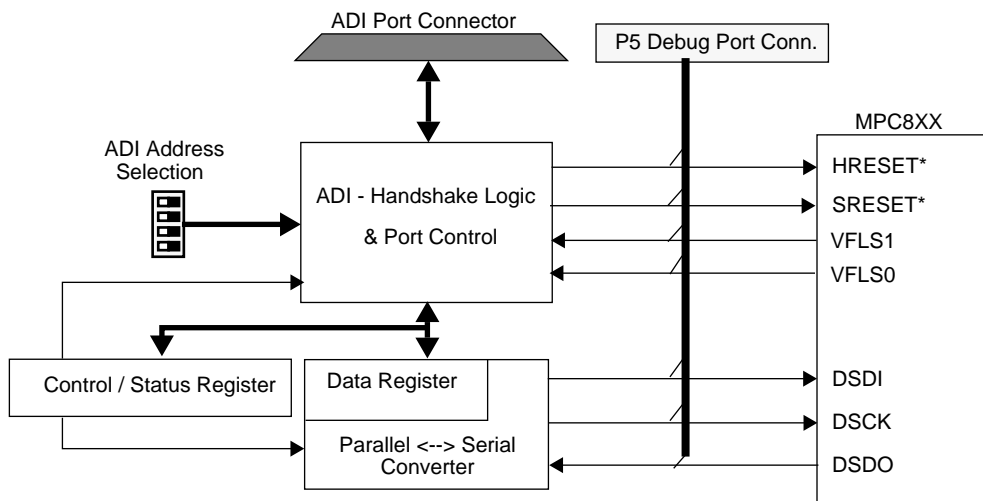 ADI Port Connector
P5 Debug Port Conn.
MPC8XX
ADI Address
Selection
ADI - Handshake Logic
& Port Control
HRESET*
SRESET*
VFLS1
VFLS0
Control / Status Register
Data Register
Parallel <--> Serial
Converter
DSDI
DSCK
DSDO